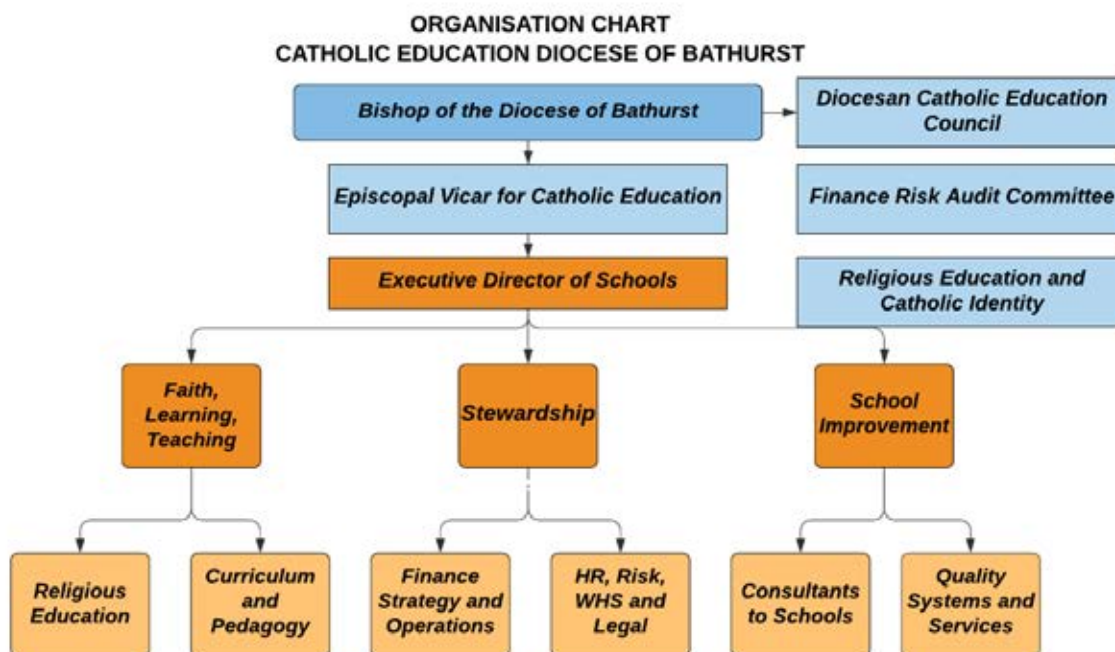 ORGANISATION CHART
CATHOLIC EDUCATION DIOCESE OF BATHURST
Bishop of the Diocese of Bathurst
Diocesan Catholic Education
Council
Episcopal Vicar for Catholic Education
Finance Risk Audit Committee
Executive Director of Schools
Religious Education and
Catholic Identity
Faith,
Learning,
Teaching
Stewardship
School
Improvement
Religious
Education
Curriculum
and
Pedagogy
Finance
Strategy and
Operations
HR, Risk,
WHS and
Legal
Consultants
to Schools
Quality
Systems and
Services